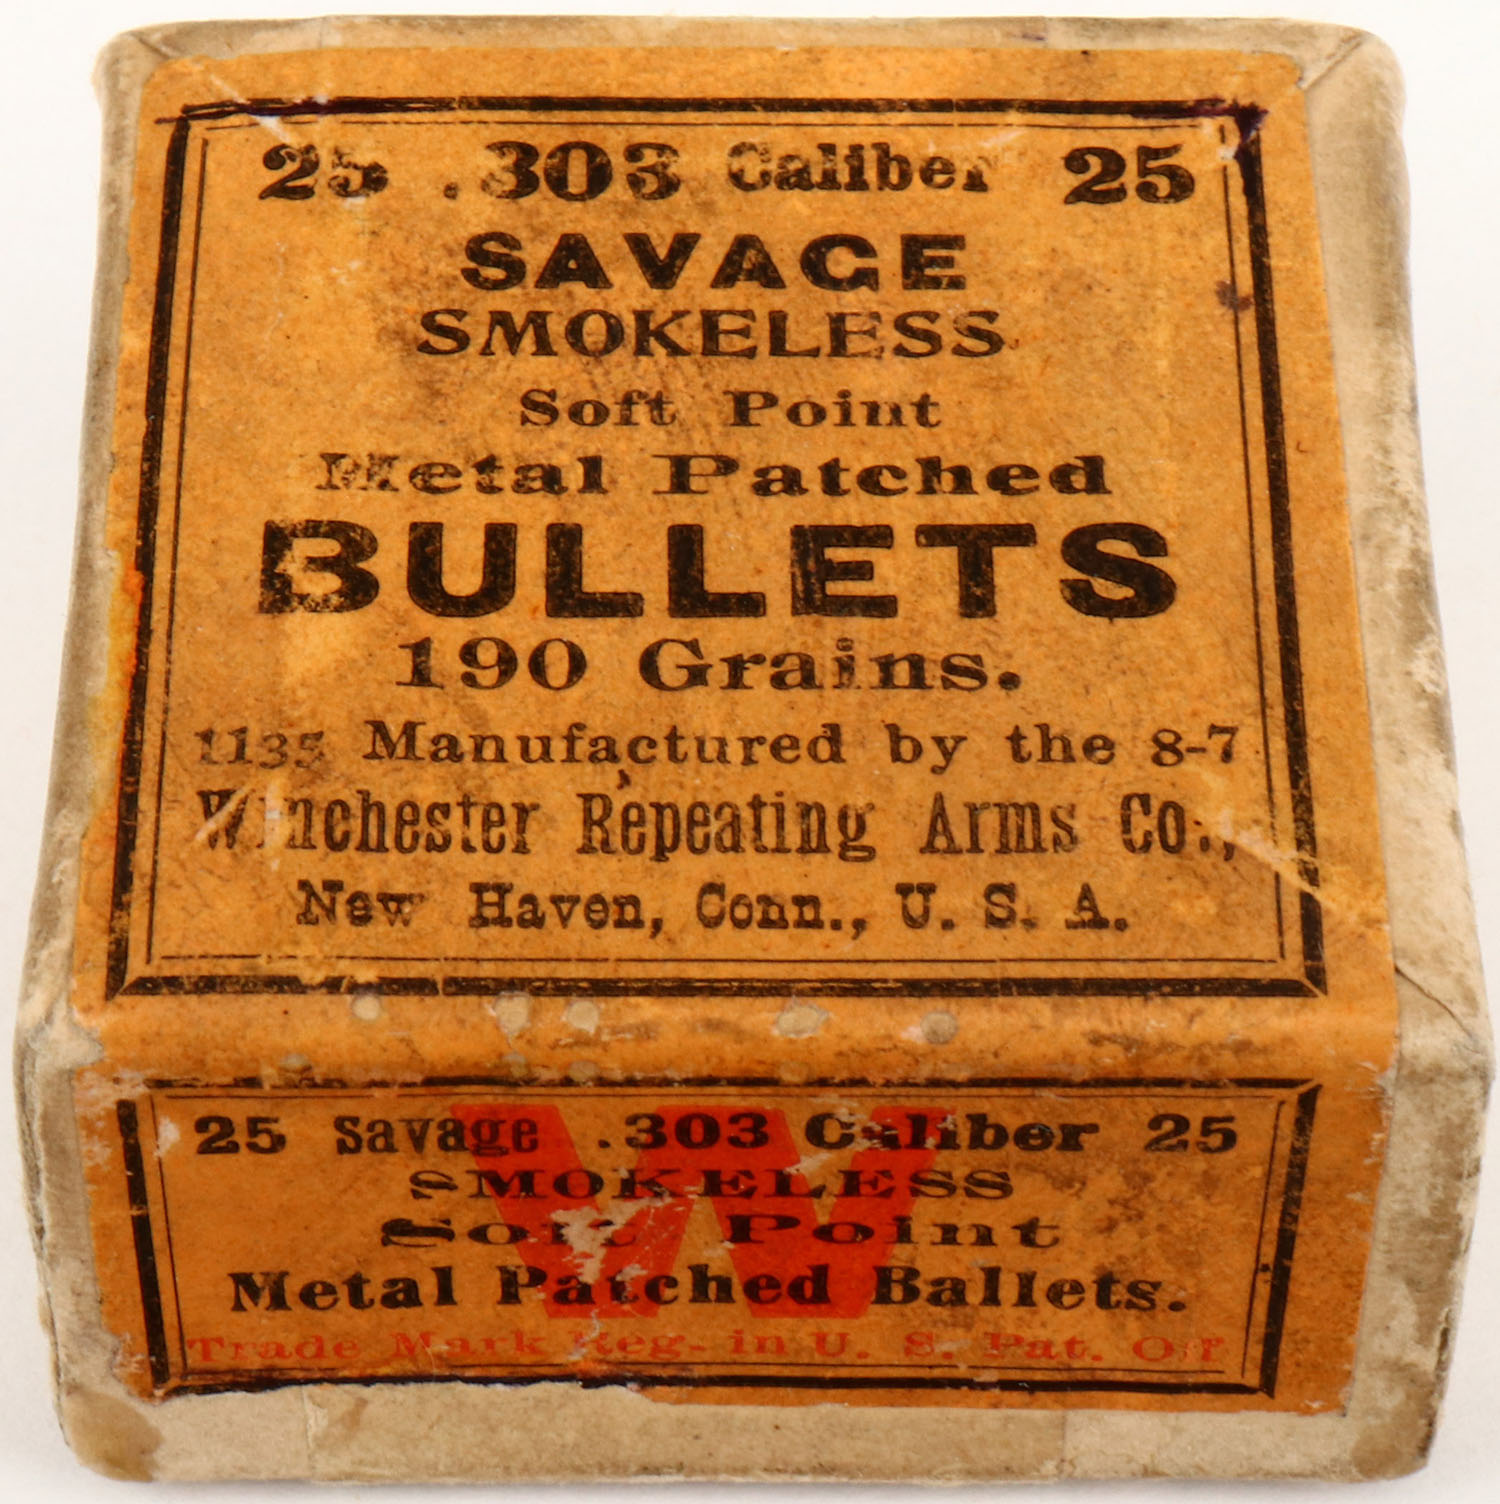 25 .303 Caliber 25
SAVAGE
SMOKELESS
Soft Point
Metal Patched
BULLETS
190 Grains.
1135 Manufactured by the 8-7
Winchester Repeating Arms Co.,
New Haven, Conn., U. S. A.
W
25 Savage .303 Caliber 25
SMOKELESS
Soft Point
Metal Patched Ballets.
Trade Mark Reg. in U. S. Pat. Off